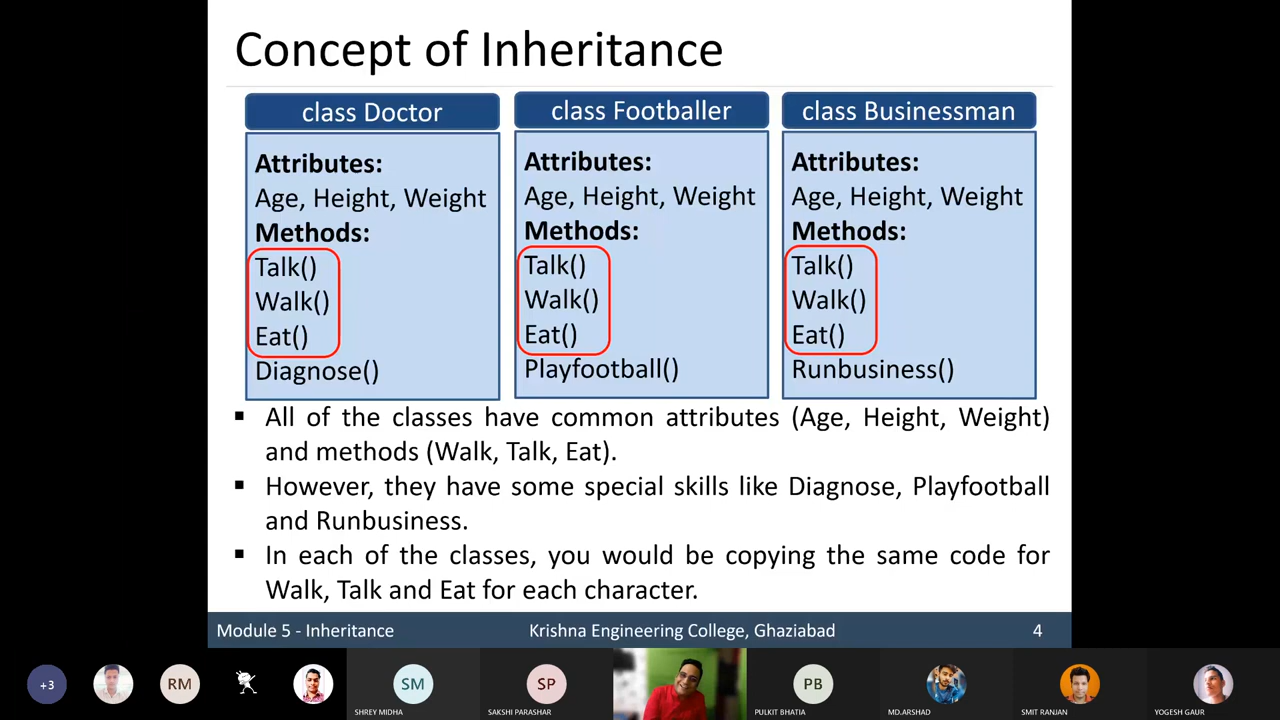 Concept of Inheritance
class Doctor
Attributes:
Age, Height, Weight
Methods:
Talk()
Walk()
Eat()
Diagnose()
class Footballer
Attributes:
Age, Height, Weight
Methods:
Talk()
Walk()
Eat()
Playfootball()
class Businessman
Attributes:
Age, Height, Weight
Methods:
Talk()
Walk()
Eat()
Runbusiness()
▪ All of the classes have common attributes (Age, Height, Weight)
and methods (Walk, Talk, Eat).
▪ However, they have some special skills like Diagnose, Playfootball
and Runbusiness.
▪ In each of the classes, you would be copying the same code for
Walk, Talk and Eat for each character.
Module 5 - Inheritance
Krishna Engineering College, Ghaziabad
4
+3
RM
SM
SHREY MIDHA
SP
SAKSHI PARASHAR
PB
PULKIT BHATIA
MD.ARSHAD
SMIT RANJAN
YOGESH GAUR